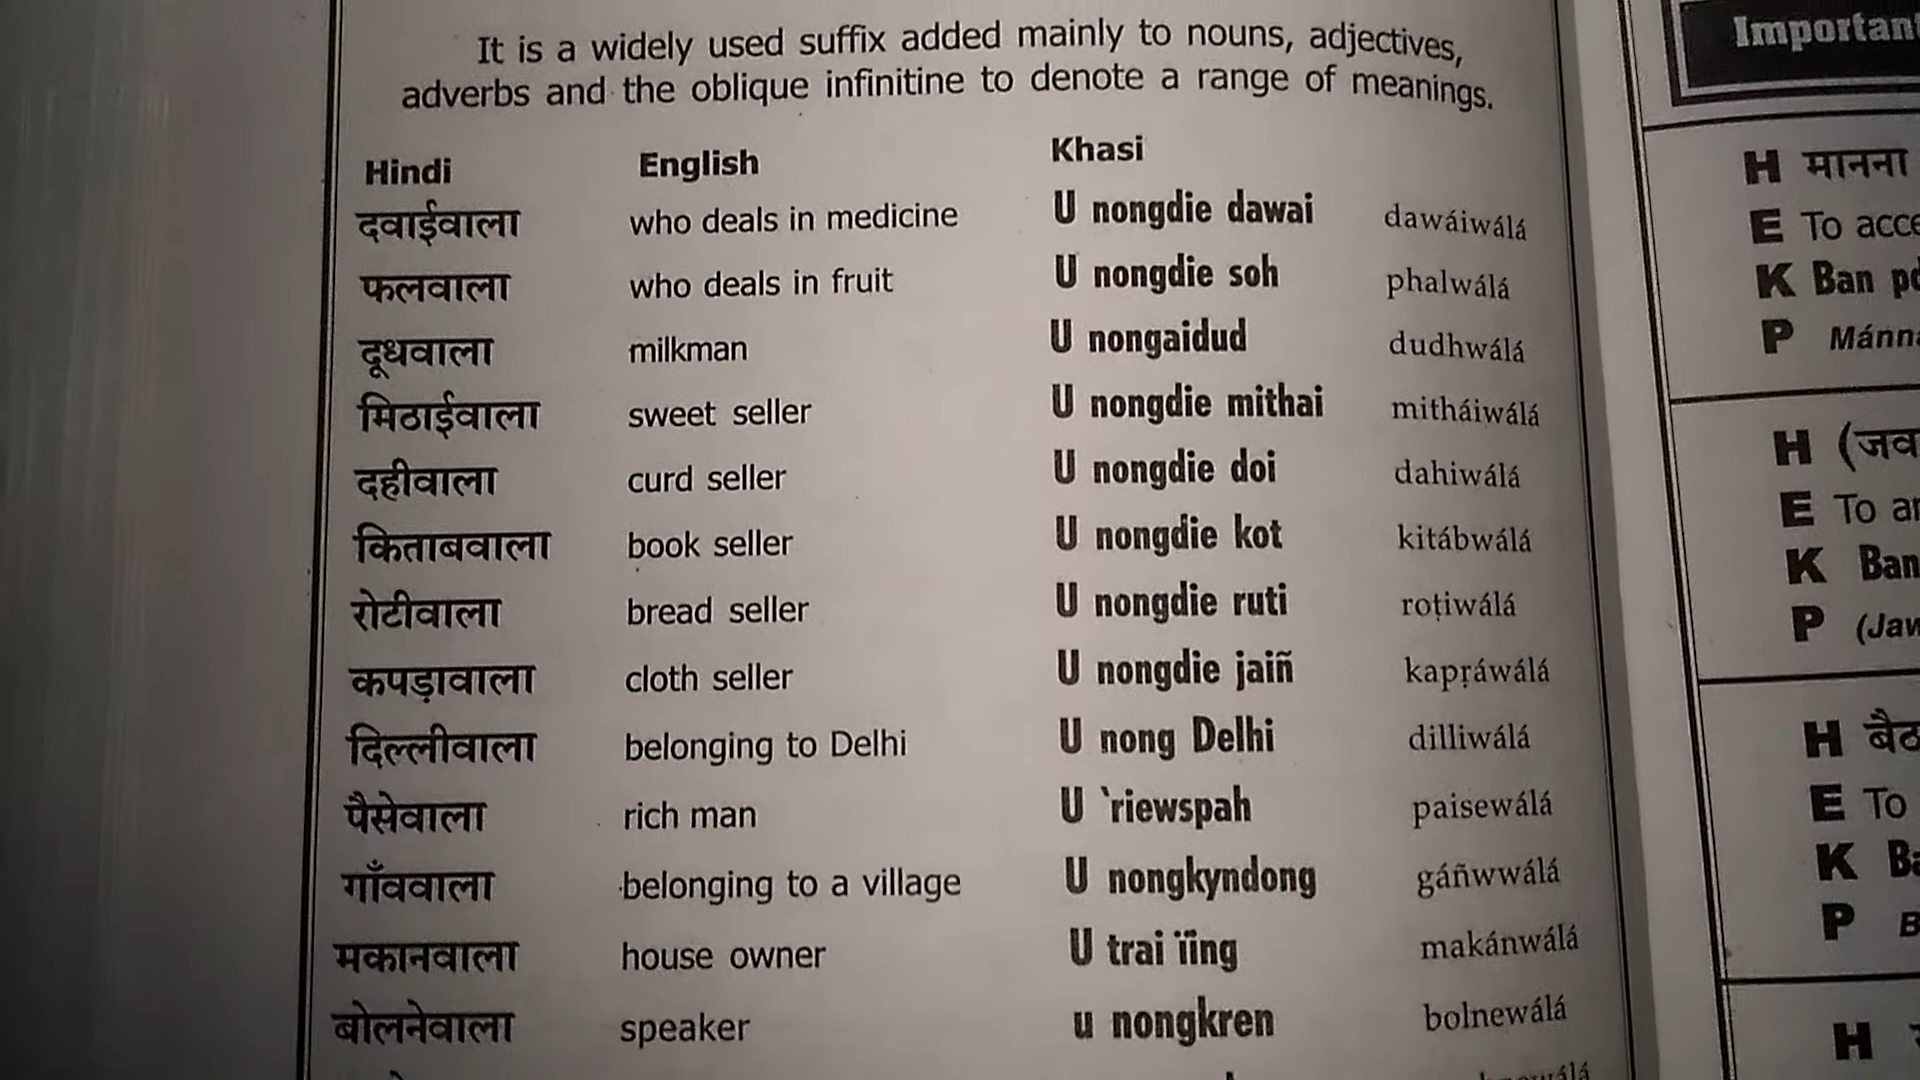 It is a widely used suffix added mainly to nouns, adjectives,
adverbs and the oblique infinitine to denote a range of meanings.
Hindi English Khasi
दवाईवाला who deals in medicine U nongdie dawai dawáiwálá
फलवाला who deals in fruit U nongdie soh phalwálá
दूधवाला milkman U nongaidud dudhwálá
मिठाईवाला sweet seller U nongdie mithai mitháiwálá
दहीवाला curd seller U nongdie doi dahiwálá
किताबवाला book seller U nongdie kot kitábwálá
रोटीवाला bread seller U nongdie ruti roṭiwálá
कपड़ावाला cloth seller U nongdie jaiñ kapṛáwálá
दिल्लीवाला belonging to Delhi U nong Delhi dilliwálá
पैसेवाला rich man U `riewspah paisewálá
गाँववाला belonging to a village U nongkyndong gáñwwálá
मकानवाला house owner U trai ïing makánwálá
बोलनेवाला speaker u nongkren bolnewálá
Important
H मानना
E To
K Ban
P
H
E To
K Ban
P
H
E To
K
P
H